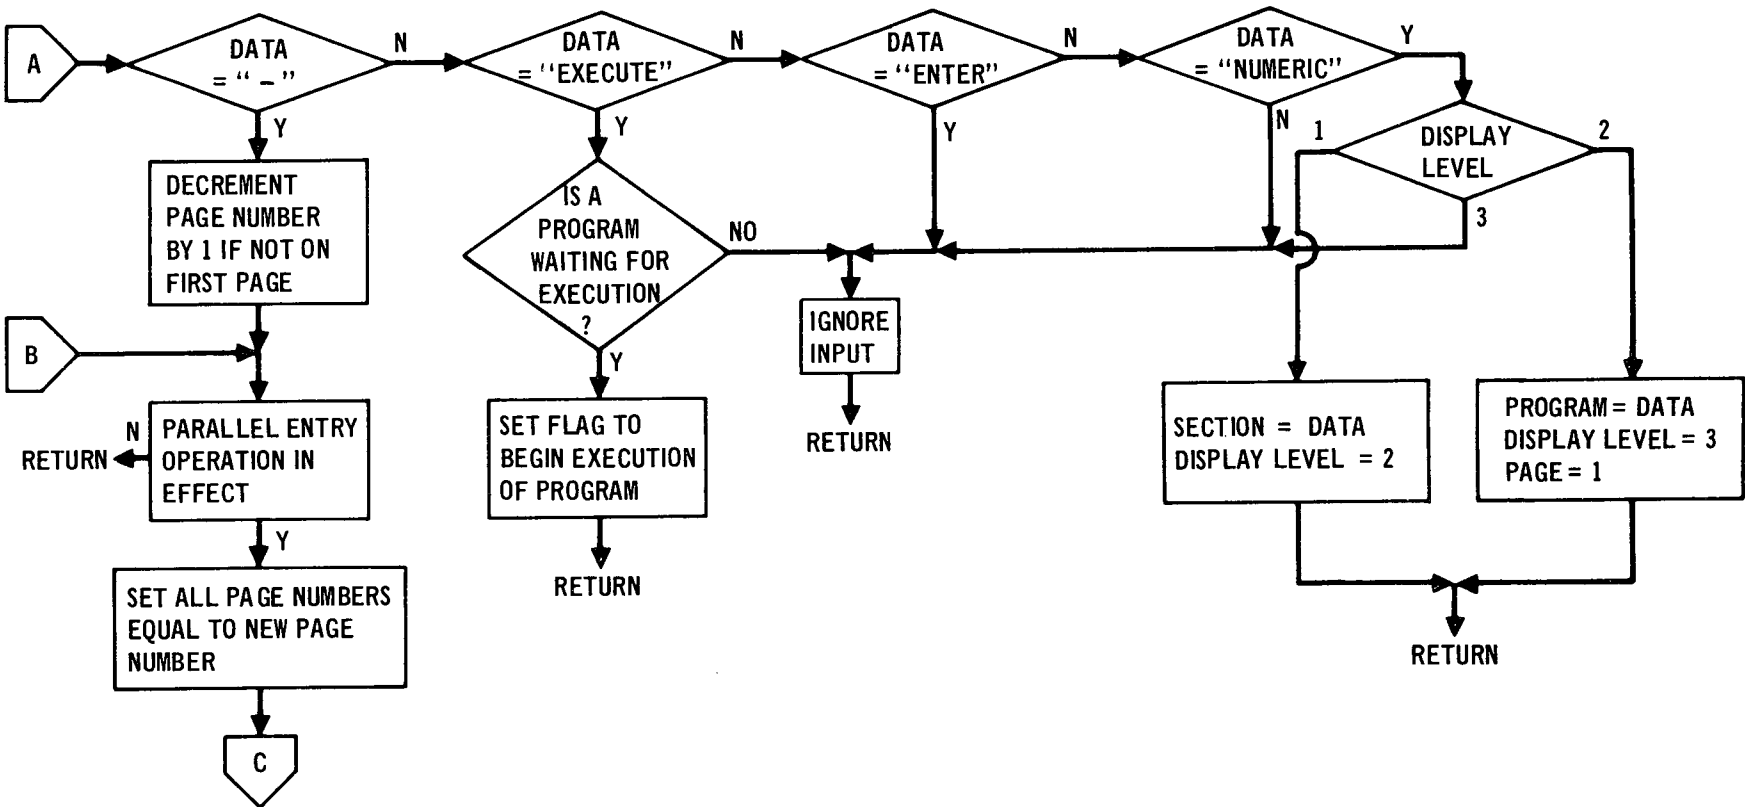 A
DATA
= "–"
N
DATA
= "EXECUTE"
N
DATA
= "ENTER"
N
DATA
= "NUMERIC"
Y
Y
Y
Y
N
1
DISPLAY
LEVEL
2
3
DECREMENT
PAGE NUMBER
BY 1 IF NOT ON
FIRST PAGE
IS A
PROGRAM
WAITING FOR
EXECUTION
?
NO
Y
IGNORE
INPUT
RETURN
B
N
RETURN
PARALLEL ENTRY
OPERATION IN
EFFECT
Y
SET FLAG TO
BEGIN EXECUTION
OF PROGRAM
RETURN
SECTION = DATA
DISPLAY LEVEL = 2
PROGRAM = DATA
DISPLAY LEVEL = 3
PAGE = 1
RETURN
SET ALL PAGE NUMBERS
EQUAL TO NEW PAGE
NUMBER
C